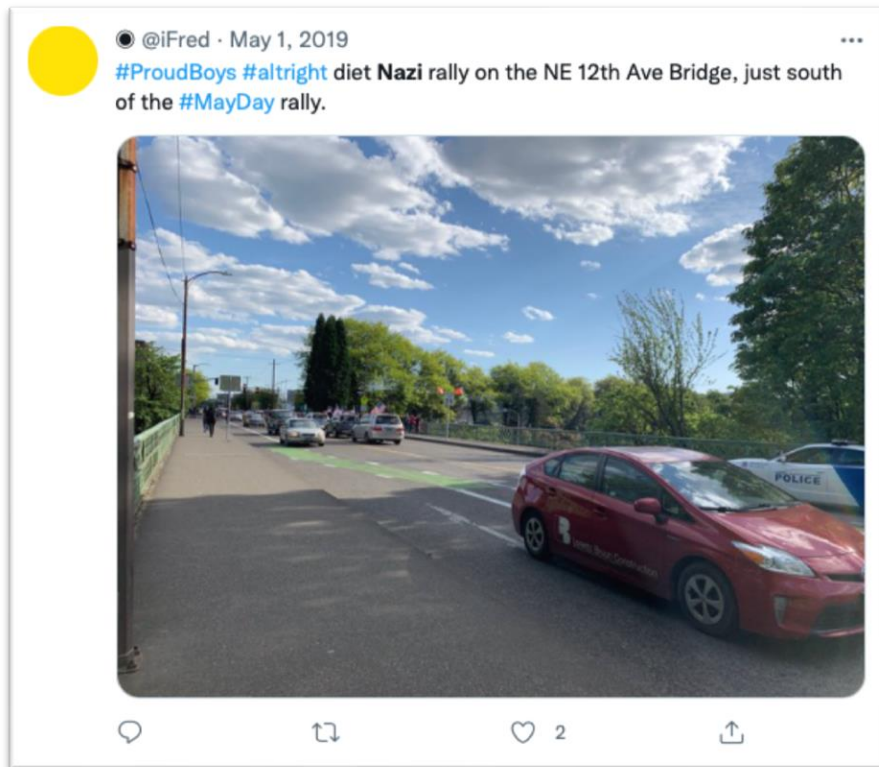 @iFred · May 1, 2019
#ProudBoys #altright diet Nazi rally on the NE 12th Ave Bridge, just south
of the #MayDay rally.
POLICE
Construction
2